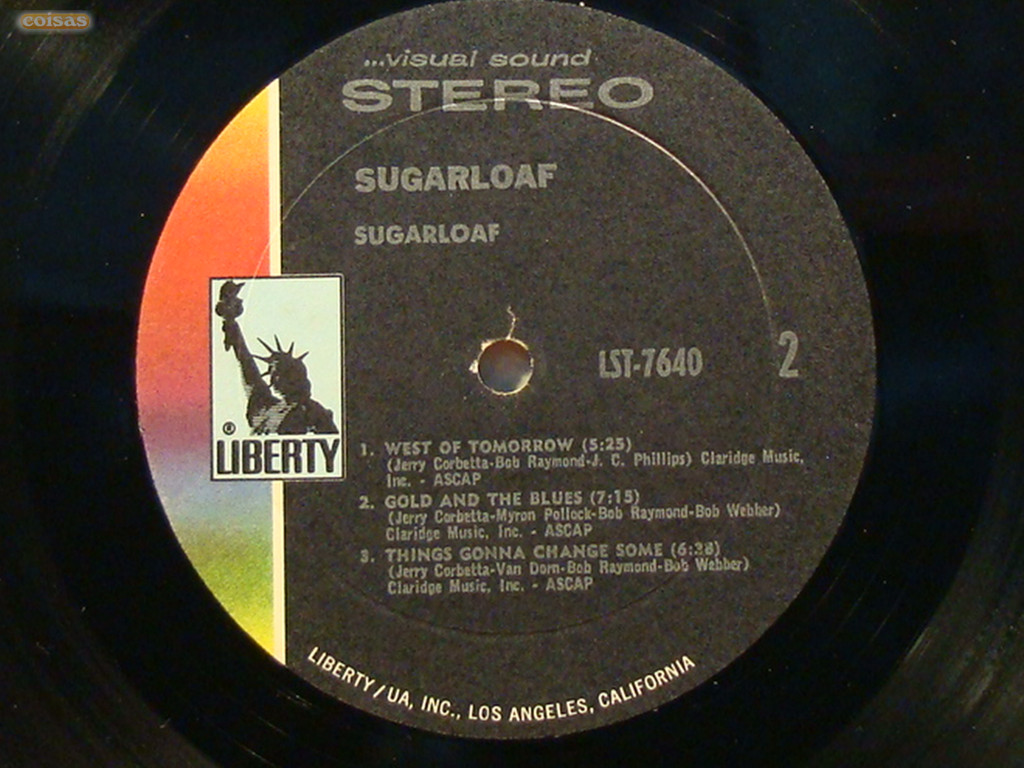 coisas
...visual sound
STEREO
SUGARLOAF
SUGARLOAF
LST-7640
2
® LIBERTY
1. WEST OF TOMORROW (5:25)
(Jerry Corbetta-Bob Raymond-J. C. Phillips) Claridge Music,
Inc. - ASCAP
2. GOLD AND THE BLUES (7:15)
(Jerry Corbetta-Myron Pollock-Bob Raymond-Bob Webber)
Claridge Music, Inc. - ASCAP
3. THINGS GONNA CHANGE SOME (6:28)
(Jerry Corbetta-Van Dorn-Bob Raymond-Bob Webber)
Claridge Music, Inc. - ASCAP
LIBERTY/UA, INC., LOS ANGELES, CALIFORNIA